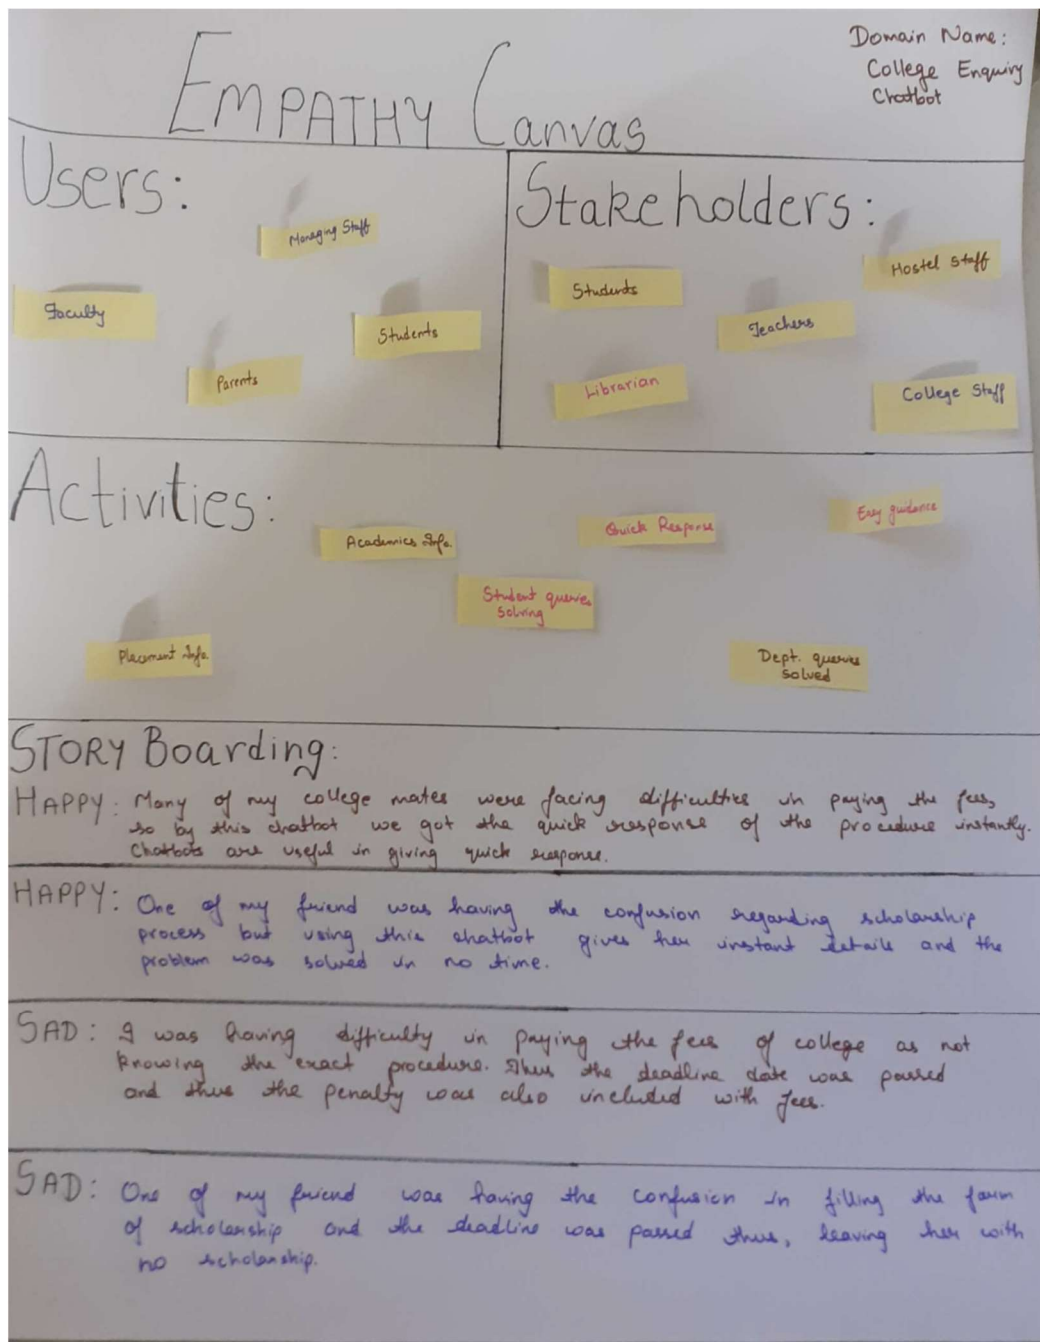 EMPATHY Canvas
Domain Name:
College Enquiry
Chatbot
Users:
Managing Staff
Faculty
Students
Parents
Stakeholders:
Hostel Staff
Students
Teachers
Librarian
College Staff
Activities:
Easy guidance
Quick Response
Academics Info.
Student queries
solving
Placement Info.
Dept. queries
solved
STORY Boarding:
HAPPY: Many of my college mates were facing difficulties in paying the fees,
so by this chatbot we got the quick response of the procedure instantly.
Chatbots are useful in giving quick response.
HAPPY: One of my friend was having the confusion regarding scholarship
process but using this chatbot gives her instant details and the
problem was solved in no time.
SAD: I was having difficulty in paying the fees of college as not
knowing the exact procedure. Thus the deadline date was passed
and thus the penalty was also included with fees.
SAD: One of my friend was having the confusion in filling the form
of scholarship and the deadline was passed thus, leaving her with
no scholarship.